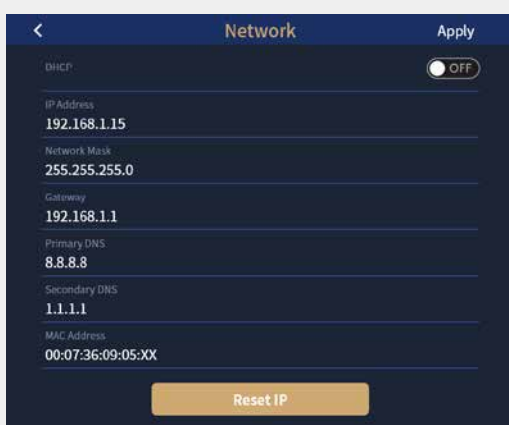 Network
Apply
DHCP
OFF
IP Address
192.168.1.15
Network Mask
255.255.255.0
Gateway
192.168.1.1
Primary DNS
8.8.8.8
Secondary DNS
1.1.1.1
MAC Address
00:07:36:09:05:XX
Reset IP